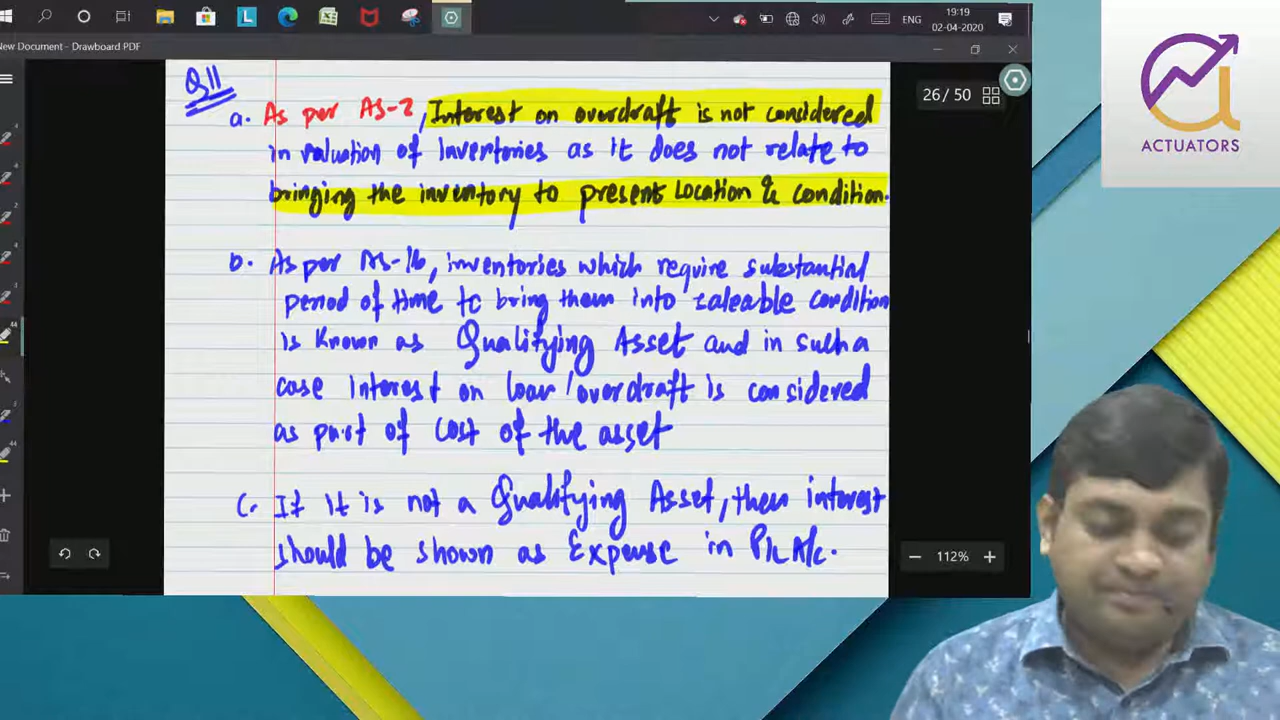 19:19
ENG
02-04-2020
New Document - Drawboard PDF
26 / 50
ACTUATORS
Q11
a. As per AS-2, Interest on overdraft is not considered
in valuation of Inventories as it does not relate to
bringing the inventory to present Location & condition.
b. As per AS-16, inventories which require substantial
period of time to bring them into saleable condition
is known as Qualifying Asset and in such a
case interest on loan/overdraft is considered
as part of cost of the asset
c. If it is not a Qualifying Asset, then interest
should be shown as Expense in P&L A/c.
112%